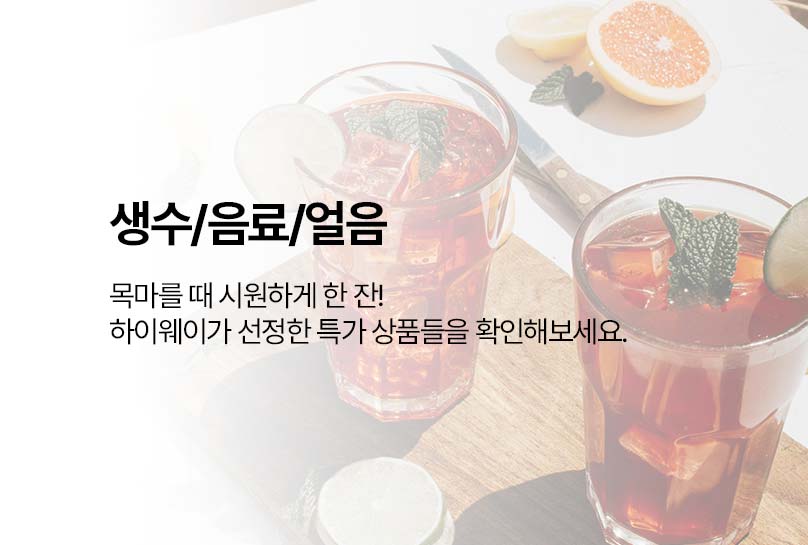 생수/음료/얼음
목마를 때 시원하게 한 잔!
하이웨이가 선정한 특가 상품들을 확인해보세요.